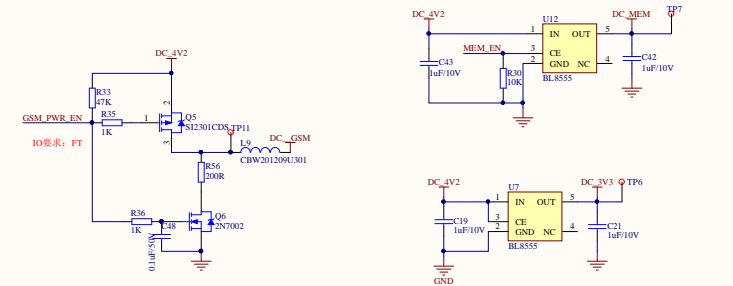 DC_4V2
R33
47K
GSM_PWR_EN
R35
1K
1
2
3
Q5
SI2301CDS
TP11
IO要求：FT
L9
DC_GSM
CBW201209U301
R56
200R
R36
1K
C48
0.1uF/50V
Q6
2N7002
DC_4V2
U12
DC_MEM
TP7
1 IN OUT 5
MEM_EN
3 CE
2 GND NC 4
BL8555
C43
1uF/10V
R30
10K
C42
1uF/10V
DC_4V2
U7
DC_3V3
TP6
1 IN OUT 5
3 CE
2 GND NC 4
BL8555
C19
1uF/10V
C21
1uF/10V
GND